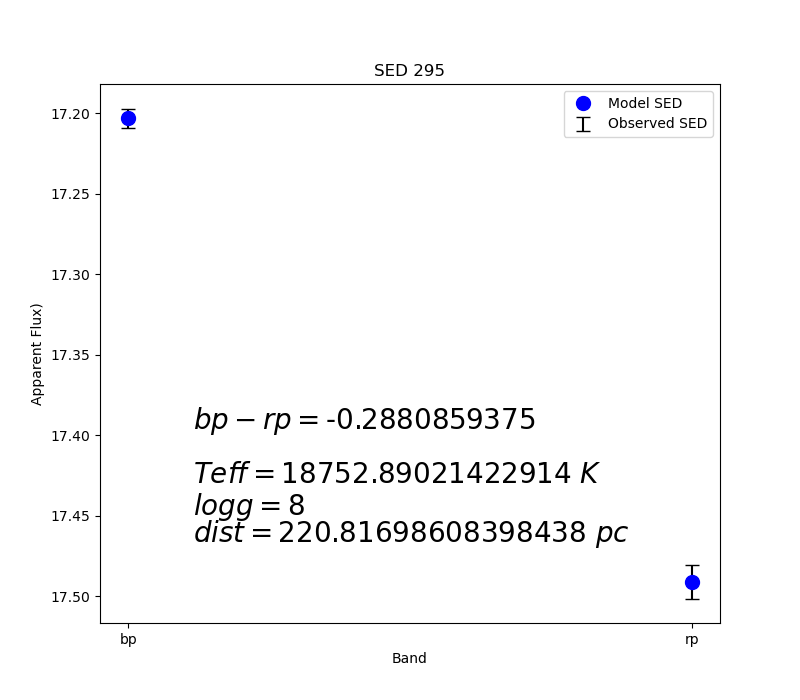 SED 295
Model SED
Observed SED
17.20
17.25
17.30
17.35
17.40
17.45
17.50
Apparent Flux)
bp − rp = -0.2880859375
Teff = 18752.89021422914 K
logg = 8
dist = 220.81698608398438 pc
bp
rp
Band